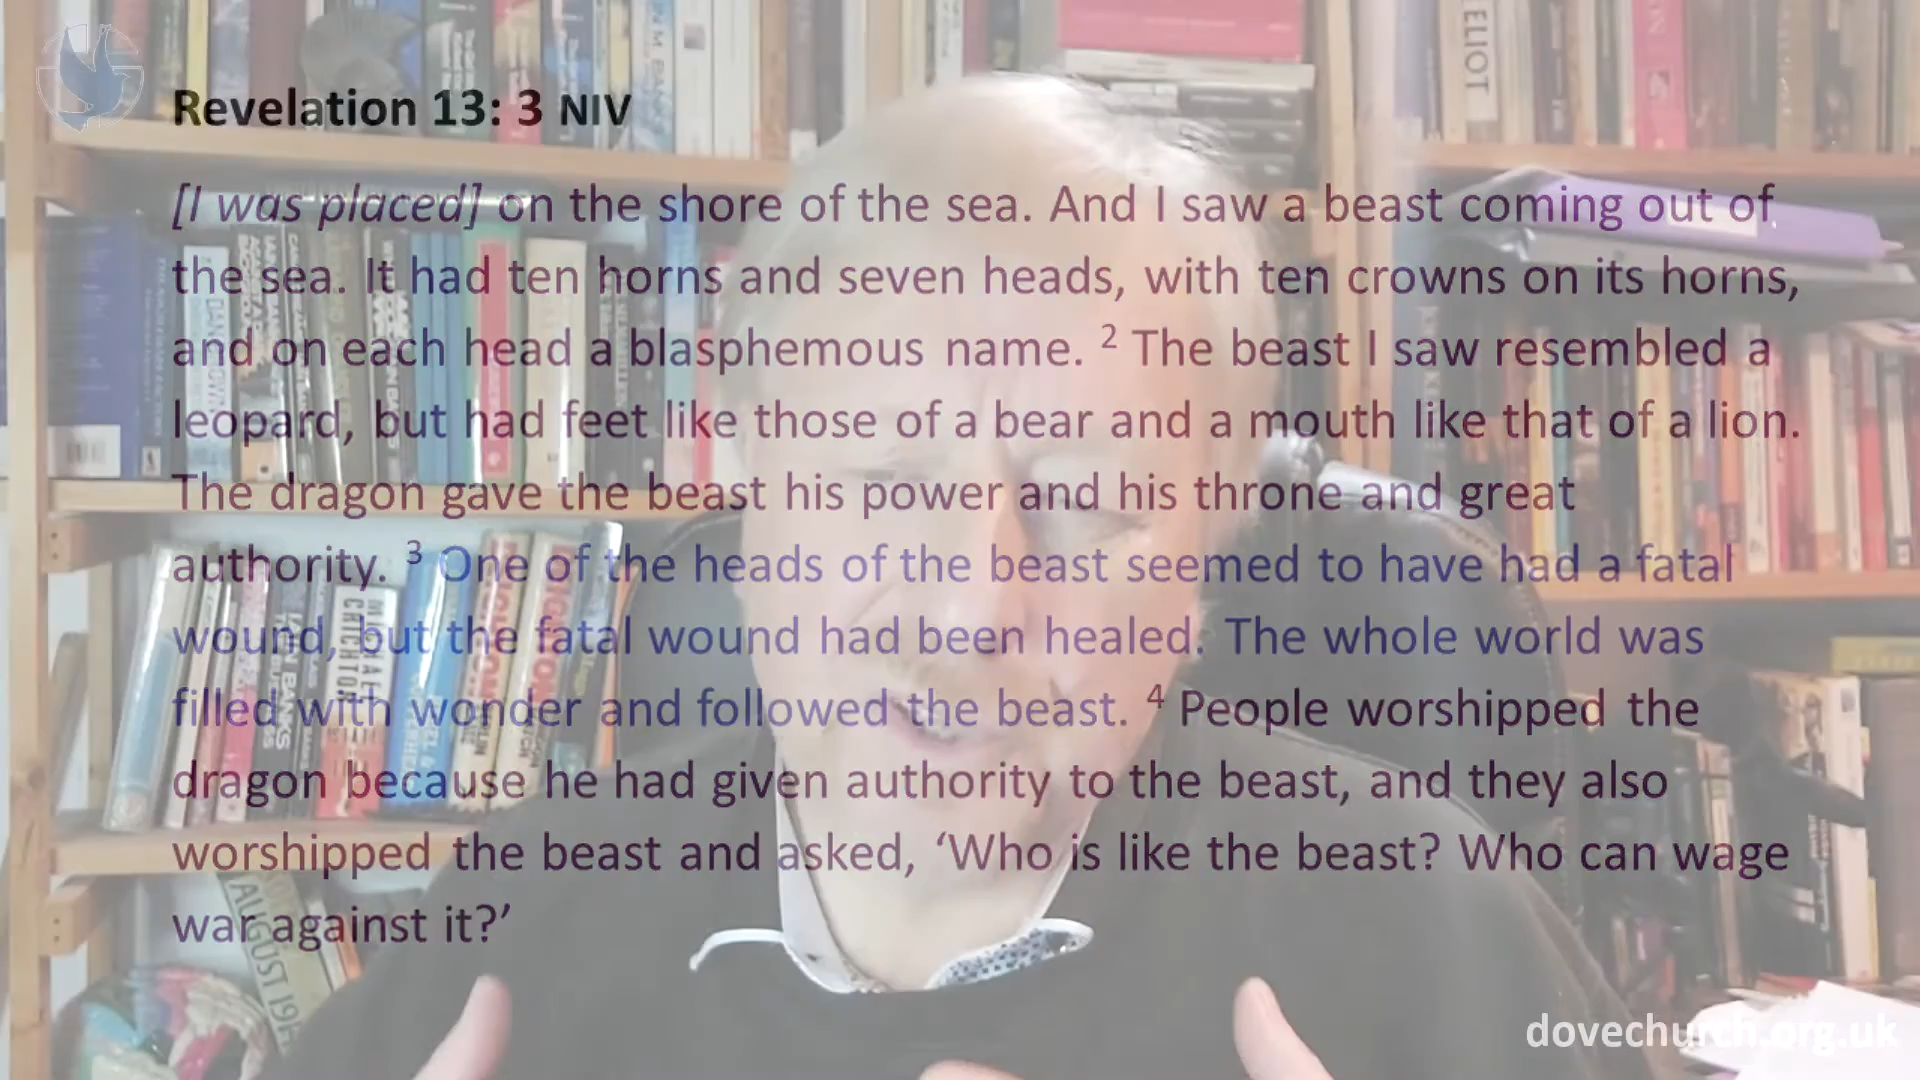 Revelation 13: 3 NIV
[I was placed] on the shore of the sea. And I saw a beast coming out of
the sea. It had ten horns and seven heads, with ten crowns on its horns,
and on each head a blasphemous name. ² The beast I saw resembled a
leopard, but had feet like those of a bear and a mouth like that of a lion.
The dragon gave the beast his power and his throne and great
authority. ³ One of the heads of the beast seemed to have had a fatal
wound, but the fatal wound had been healed. The whole world was
filled with wonder and followed the beast. ⁴ People worshipped the
dragon because he had given authority to the beast, and they also
worshipped the beast and asked, ‘Who is like the beast? Who can wage
war against it?’
ELIOT
MICHAEL CRICHTON
IAIN BANKS
AUGUST
dovechurch.org.uk